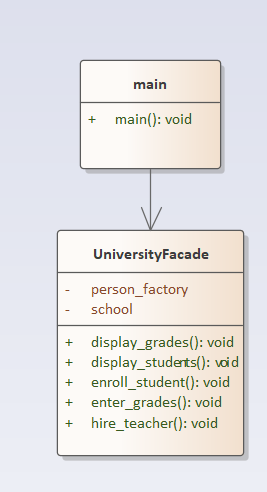 main
+ main(): void
UniversityFacade
- person_factory
- school
+ display_grades(): void
+ display_students(): void
+ enroll_student(): void
+ enter_grades(): void
+ hire_teacher(): void